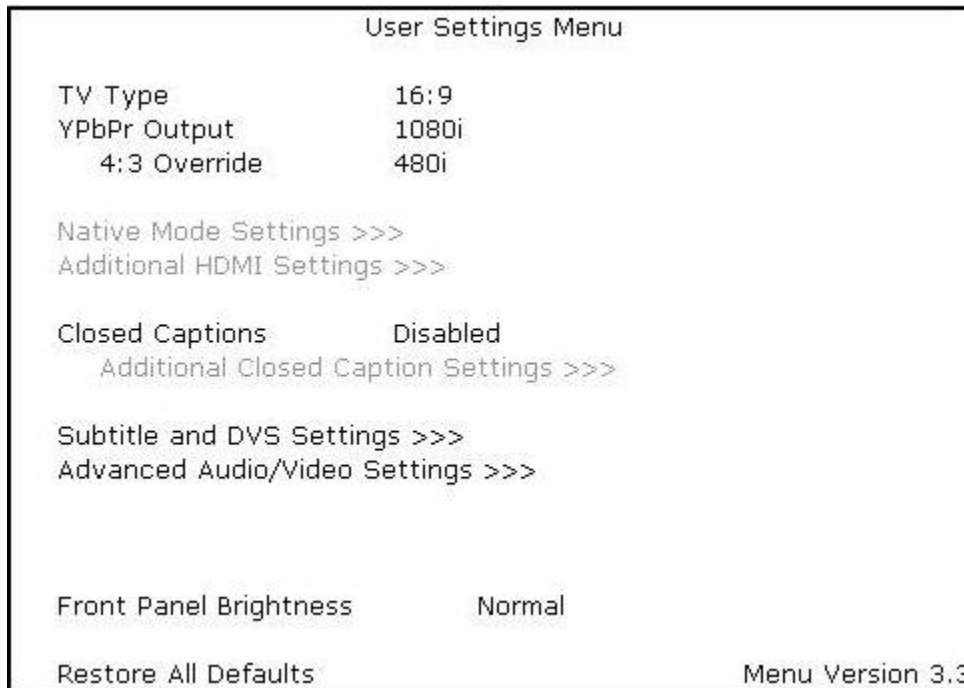 User Settings Menu
TV Type 16:9
YPbPr Output 1080i
4:3 Override 480i
Native Mode Settings >>>
Additional HDMI Settings >>>
Closed Captions Disabled
Additional Closed Caption Settings >>>
Subtitle and DVS Settings >>>
Advanced Audio/Video Settings >>>
Front Panel Brightness Normal
Restore All Defaults Menu Version 3.3